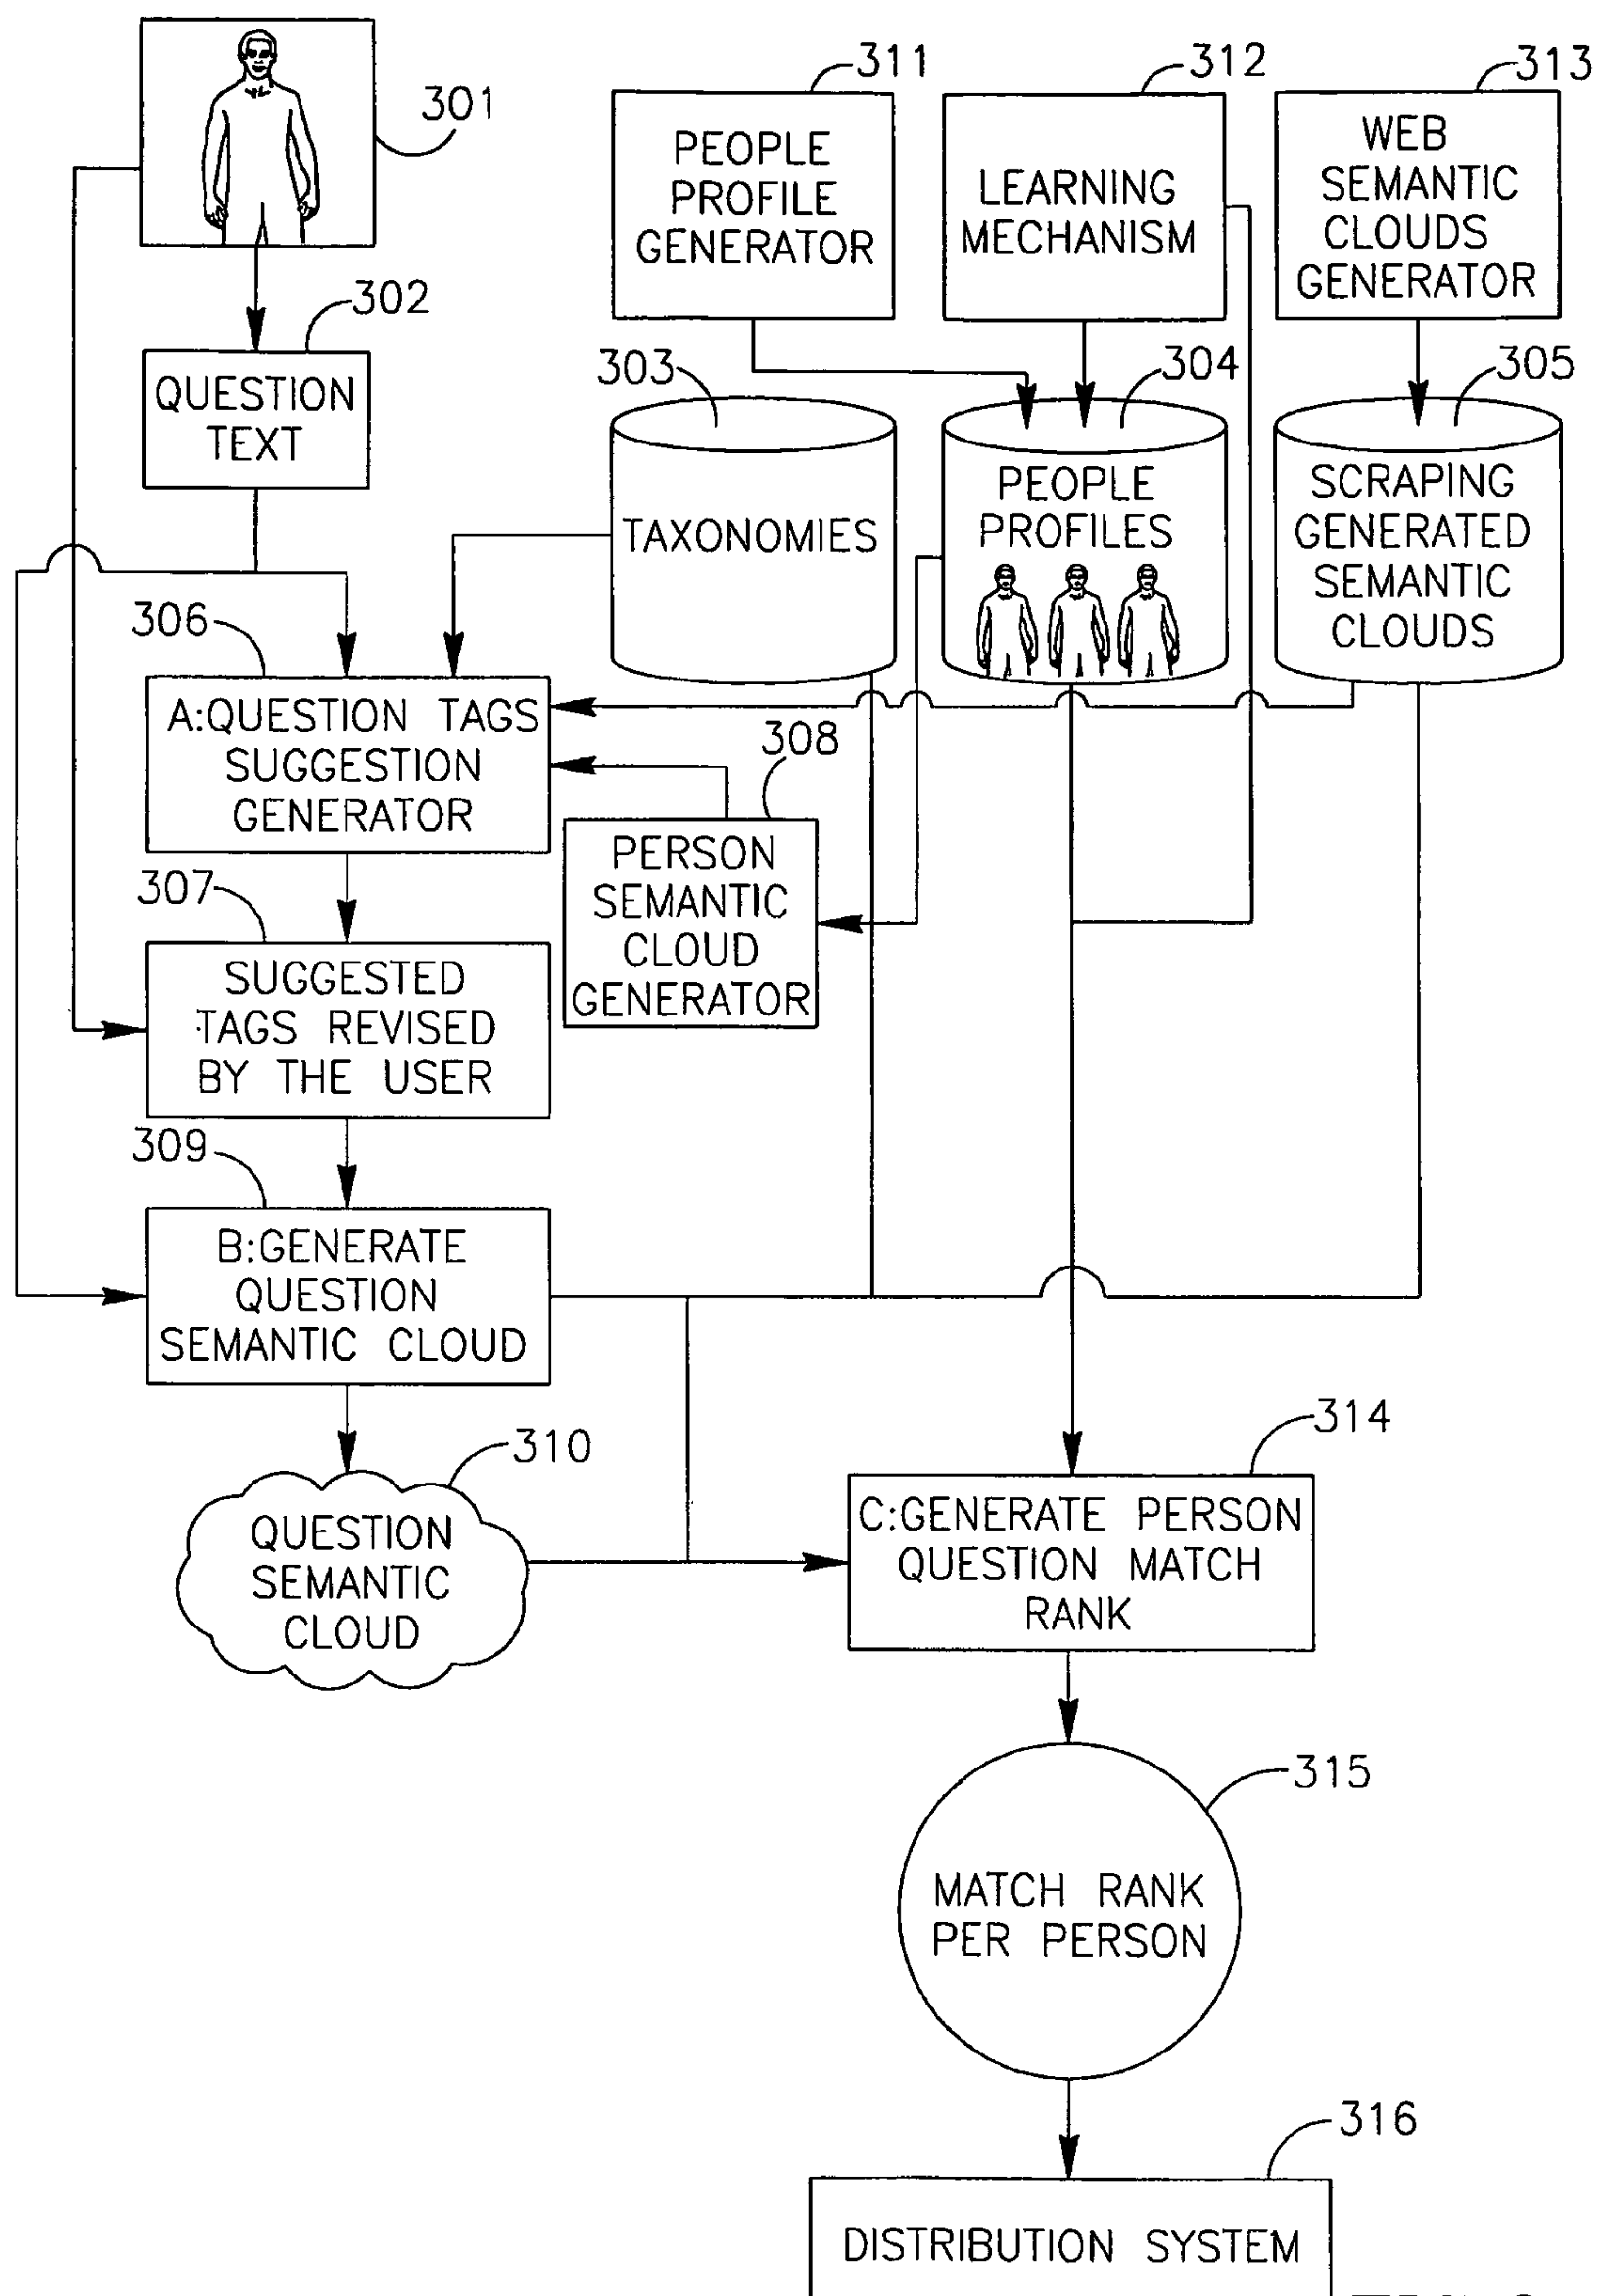 301
302
QUESTION
TEXT
311
PEOPLE
PROFILE
GENERATOR
312
LEARNING
MECHANISM
313
WEB
SEMANTIC
CLOUDS
GENERATOR
303
TAXONOMIES
304
PEOPLE
PROFILES
305
SCRAPING
GENERATED
SEMANTIC
CLOUDS
306
A:QUESTION TAGS
SUGGESTION
GENERATOR
308
PERSON
SEMANTIC
CLOUD
GENERATOR
307
SUGGESTED
TAGS REVISED
BY THE USER
309
B:GENERATE
QUESTION
SEMANTIC CLOUD
310
QUESTION
SEMANTIC
CLOUD
314
C:GENERATE PERSON
QUESTION MATCH
RANK
315
MATCH RANK
PER PERSON
316
DISTRIBUTION SYSTEM